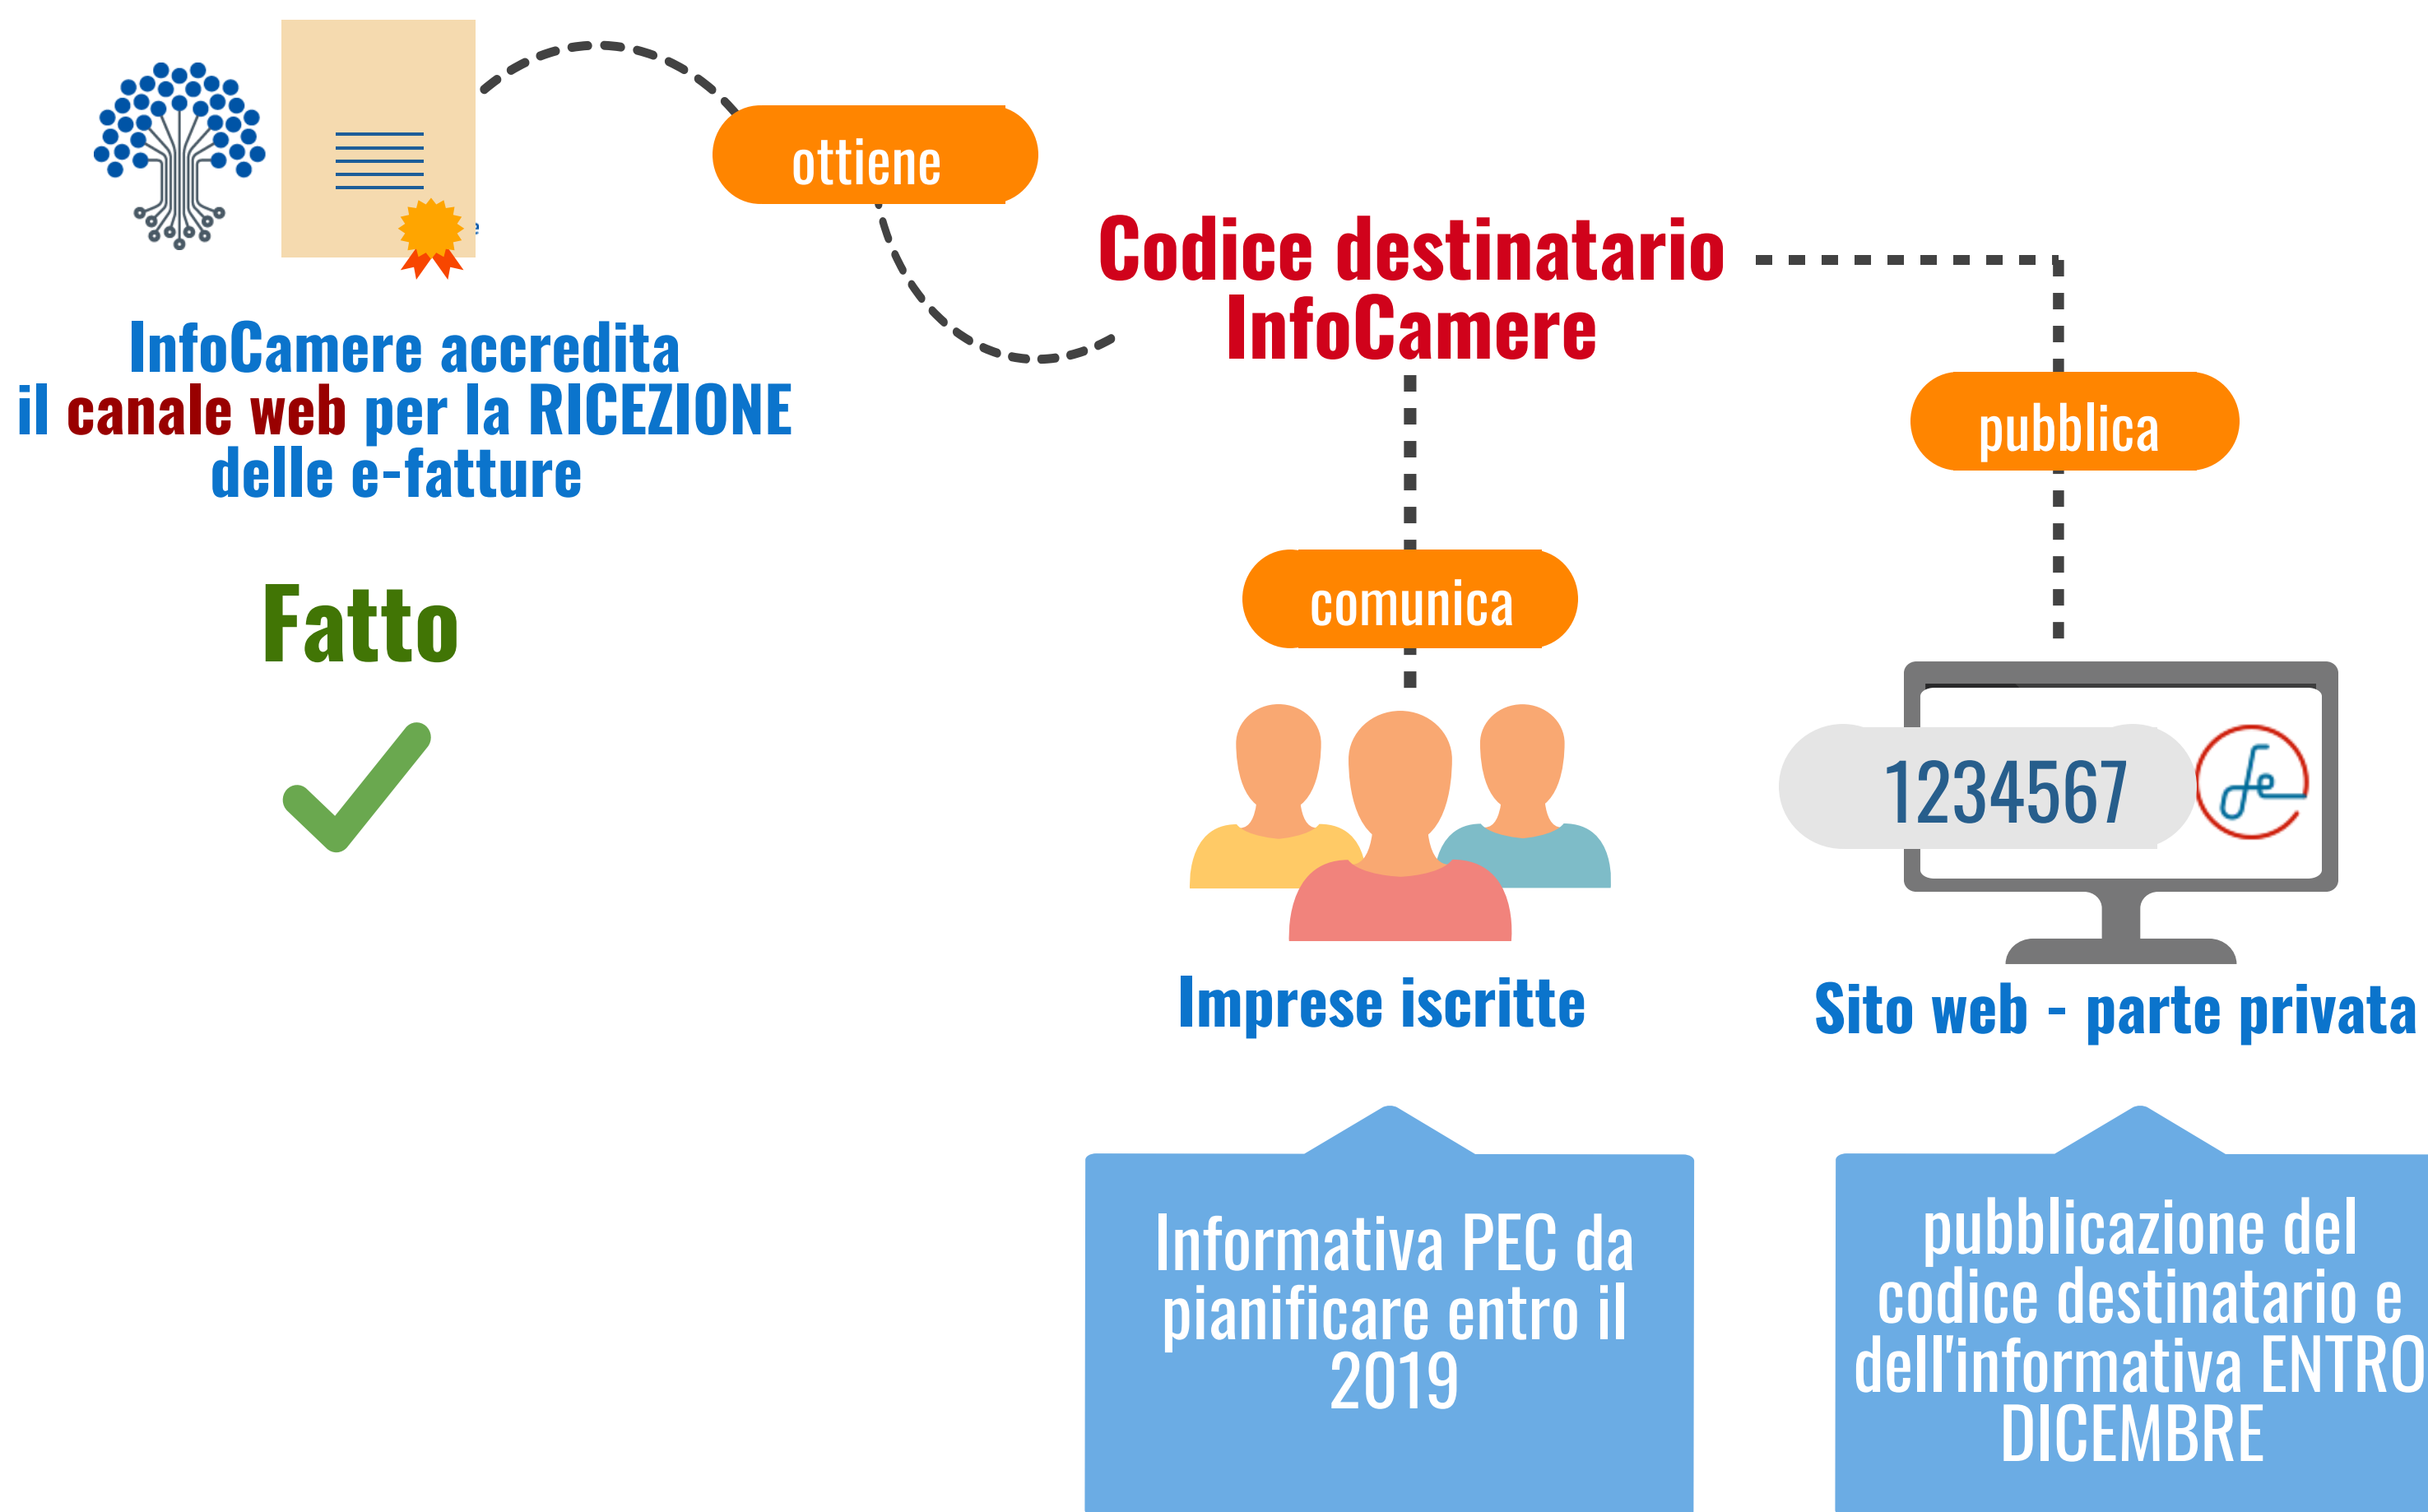 InfoCamere accredita
il canale web per la RICEZIONE
delle e-fatture
Fatto
ottiene
Codice destinatario
InfoCamere
comunica
Imprese iscritte
Informativa PEC da
pianificare entro il
2019
pubblica
1234567
fe
Sito web - parte privata
pubblicazione del
codice destinatario e
dell'informativa ENTRO
DICEMBRE